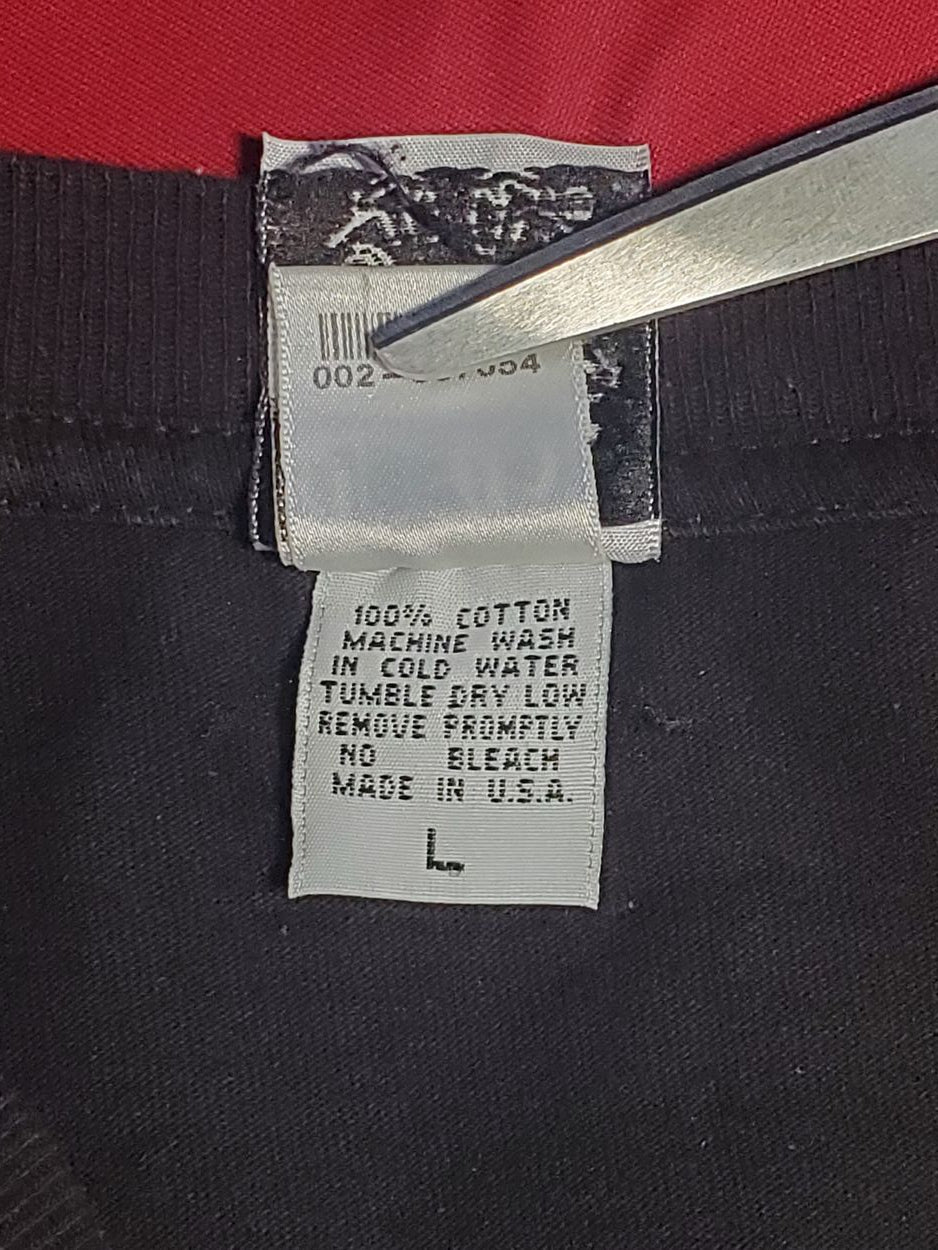 100% COTTON
MACHINE WASH
IN COLD WATER
TUMBLE DRY LOW
REMOVE PROMPTLY
NO BLEACH
MADE IN U.S.A.
L